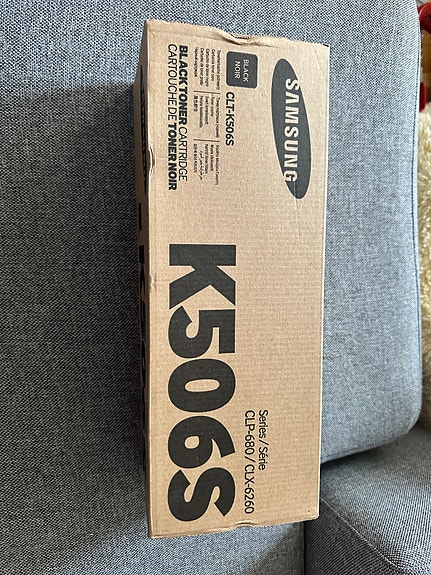 SAMSUNG
BLACK
NOIR
CLT-K506S
BLACK TONER CARTRIDGE
CARTOUCHE DE TONER NOIR
K506S
Series / Série
CLP-680 / CLX-6260